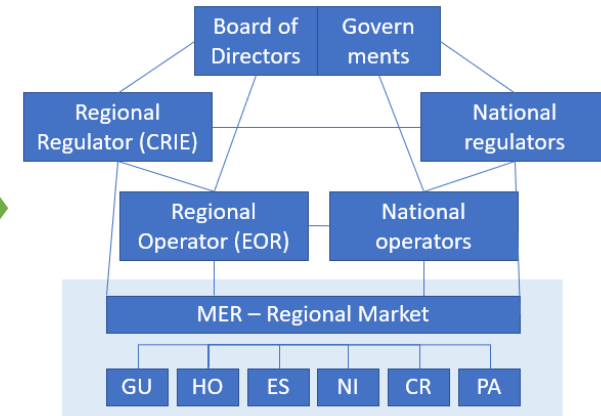 Board of
Directors
Govern
ments
Regional
Regulator (CRIE)
National
regulators
Regional
Operator (EOR)
National
operators
MER – Regional Market
GU
HO
ES
NI
CR
PA